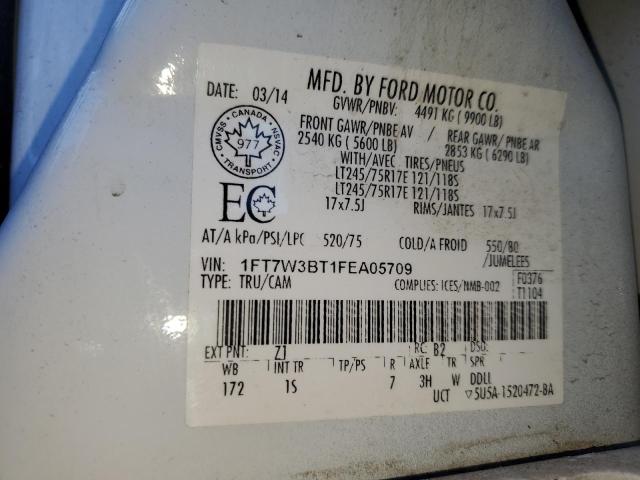 MFD. BY FORD MOTOR CO.
DATE: 03/14
GVWR/PNBV: 4491 KG ( 9900 LB)
FRONT GAWR/PNBE AV / REAR GAWR/ PNBE AR
2540 KG ( 5600 LB) 2853 KG ( 6290 LB)
WITH/AVEC TIRES/PNEUS
LT245/75R17E 121/118S
LT245/75R17E 121/118S
17x7.5J RIMS/JANTES 17x7.5J
CANADA
CMVSS NSVAC
977
TRANSPORT
EC
AT/A kPa/PSI/LPC 520/75 COLD/A FROID 550/80
/JUMELEES
VIN: 1FT7W3BT1FEA05709
F0376
TYPE: TRU/CAM COMPLIES: ICES/NMB-002
T1104
EXT PNT: Z1 RC: B2 DSO:
WB INT TR TP/PS R AXLE TR SPR
172 1S 7 3H W DDLL
UCT ▽5U5A-1520472-BA